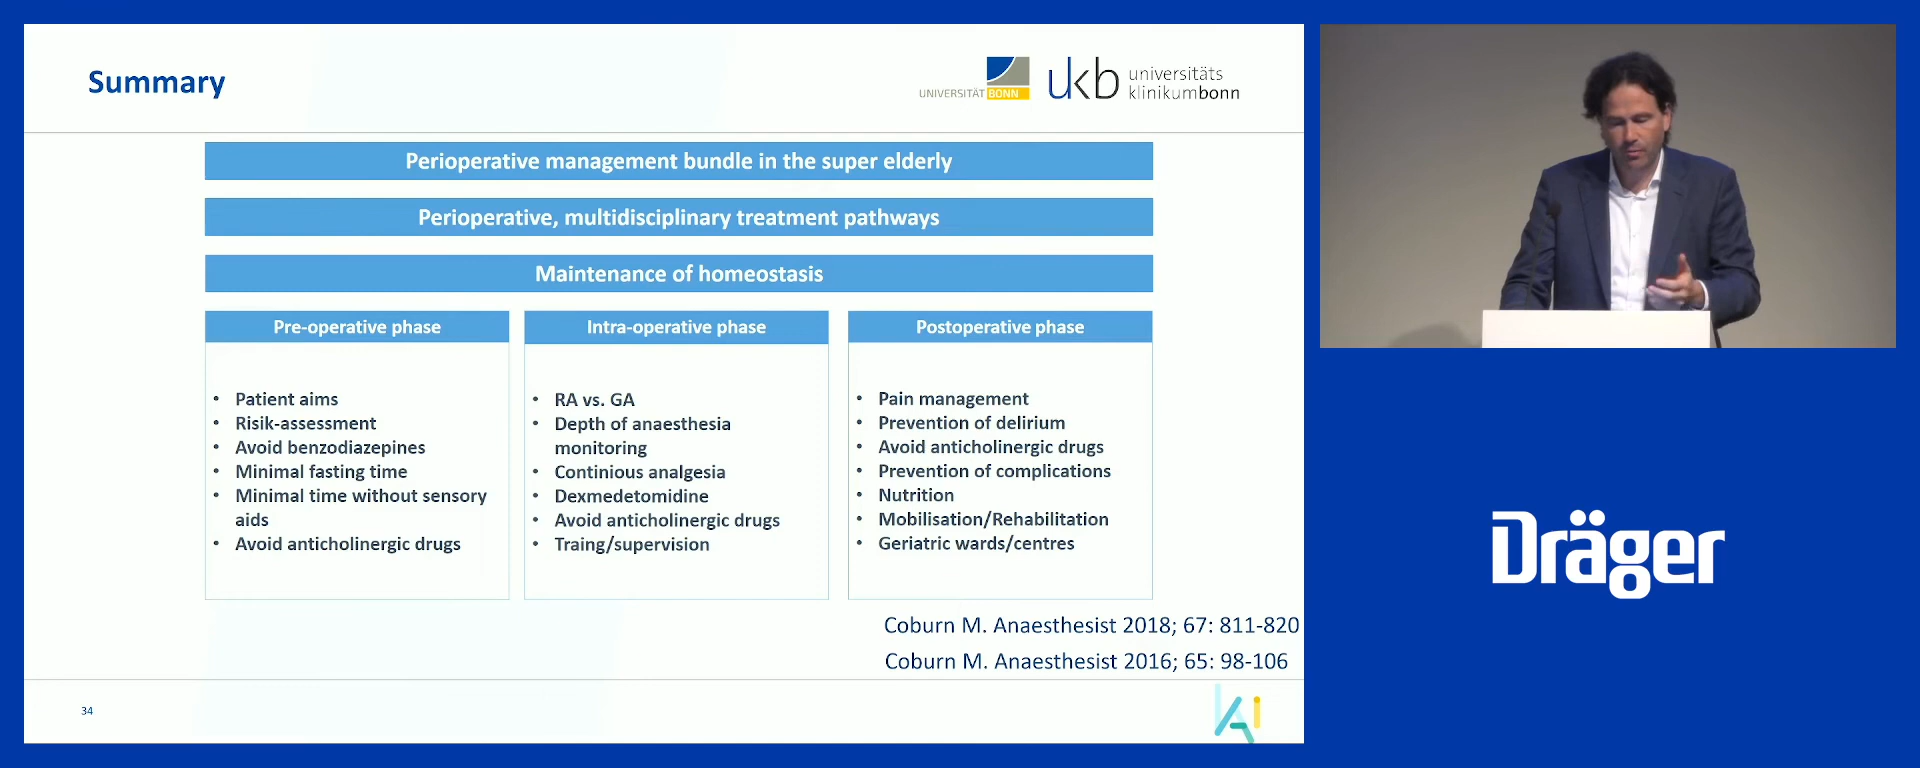 Summary
UNIVERSITÄT BONN
ukb universitäts
klinikumbonn
Perioperative management bundle in the super elderly
Perioperative, multidisciplinary treatment pathways
Maintenance of homeostasis
Pre-operative phase
• Patient aims
• Risk-assessment
• Avoid benzodiazepines
• Minimal fasting time
• Minimal time without sensory
aids
• Avoid anticholinergic drugs
Intra-operative phase
• RA vs. GA
• Depth of anaesthesia
monitoring
• Continious analgesia
• Dexmedetomidine
• Avoid anticholinergic drugs
• Traing/supervision
Postoperative phase
• Pain management
• Prevention of delirium
• Avoid anticholinergic drugs
• Prevention of complications
• Nutrition
• Mobilisation/Rehabilitation
• Geriatric wards/centres
Coburn M. Anaesthesist 2018; 67: 811-820
Coburn M. Anaesthesist 2016; 65: 98-106
34
KAi
Dräger